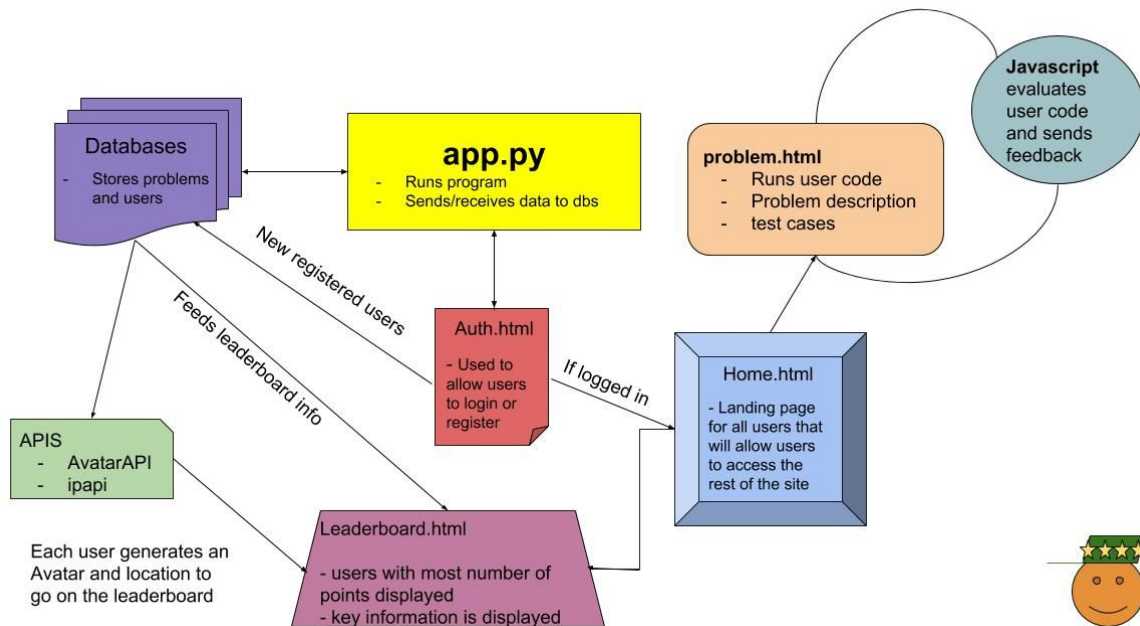 Databases
- Stores problems
and users
app.py
- Runs program
- Sends/receives data to dbs
problem.html
- Runs user code
- Problem description
- test cases
Javascript
evaluates
user code
and sends
feedback
New registered users
Feeds leaderboard info
Auth.html
- Used to
allow users
to login or
register
If logged in
Home.html
- Landing page
for all users that
will allow users
to access the
rest of the site
APIS
- AvatarAPI
- ipapi
Each user generates an
Avatar and location to
go on the leaderboard
Leaderboard.html
- users with most number of
points displayed
- key information is displayed